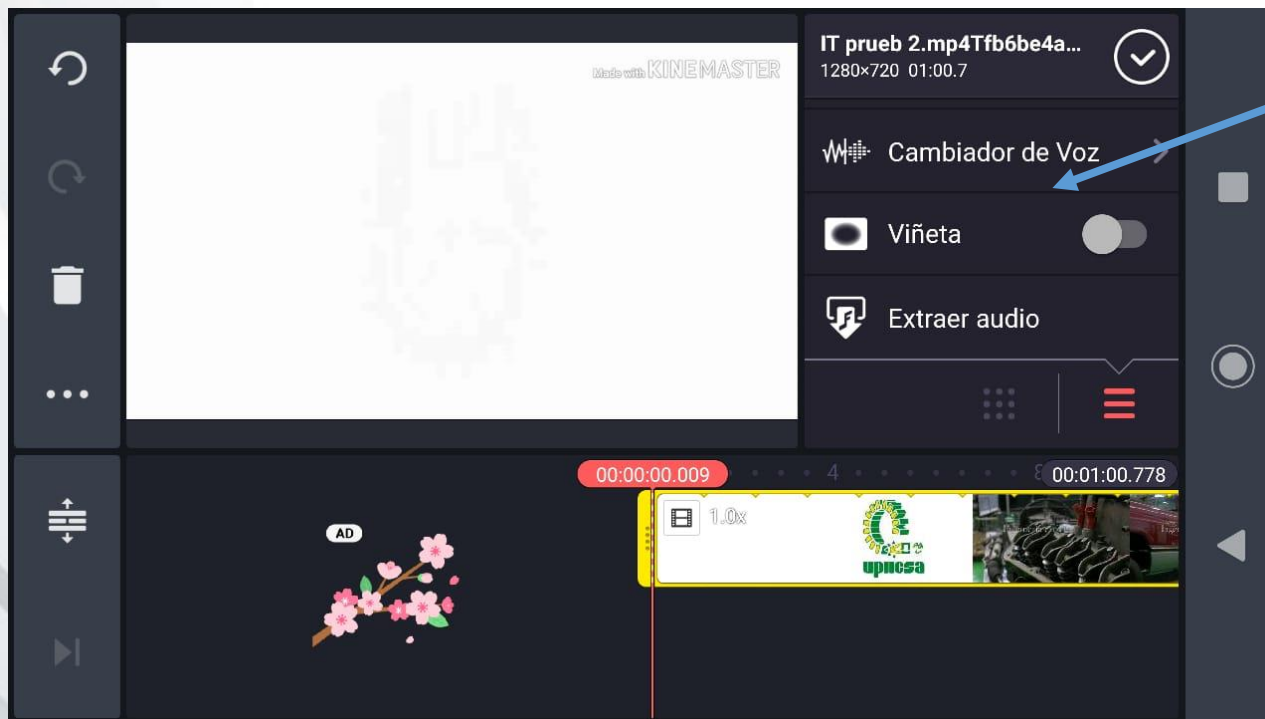 IT prueb 2.mp4Tfb6be4a...
1280×720 01:00.7
Made with KINEMASTER
Cambiador de Voz
Viñeta
Extraer audio
00:00:00.009
4
8
00:01:00.778
AD
1.0x
upiicsa